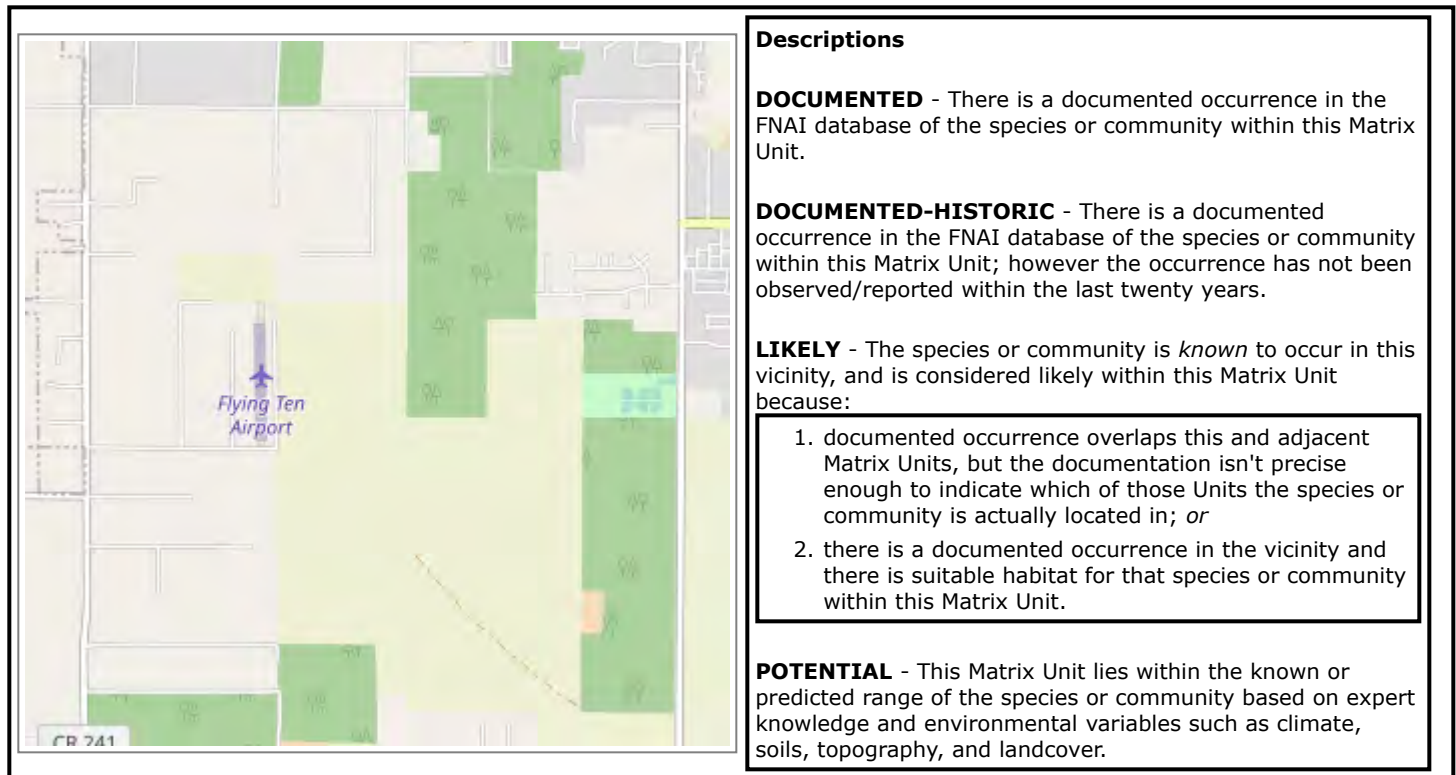 Flying Ten
Airport
CR 241
Descriptions
DOCUMENTED - There is a documented occurrence in the
FNAI database of the species or community within this Matrix
Unit.
DOCUMENTED-HISTORIC - There is a documented
occurrence in the FNAI database of the species or community
within this Matrix Unit; however the occurrence has not been
observed/reported within the last twenty years.
LIKELY - The species or community is known to occur in this
vicinity, and is considered likely within this Matrix Unit
because:
1. documented occurrence overlaps this and adjacent
Matrix Units, but the documentation isn't precise
enough to indicate which of those Units the species or
community is actually located in; or
2. there is a documented occurrence in the vicinity and
there is suitable habitat for that species or community
within this Matrix Unit.
POTENTIAL - This Matrix Unit lies within the known or
predicted range of the species or community based on expert
knowledge and environmental variables such as climate,
soils, topography, and landcover.